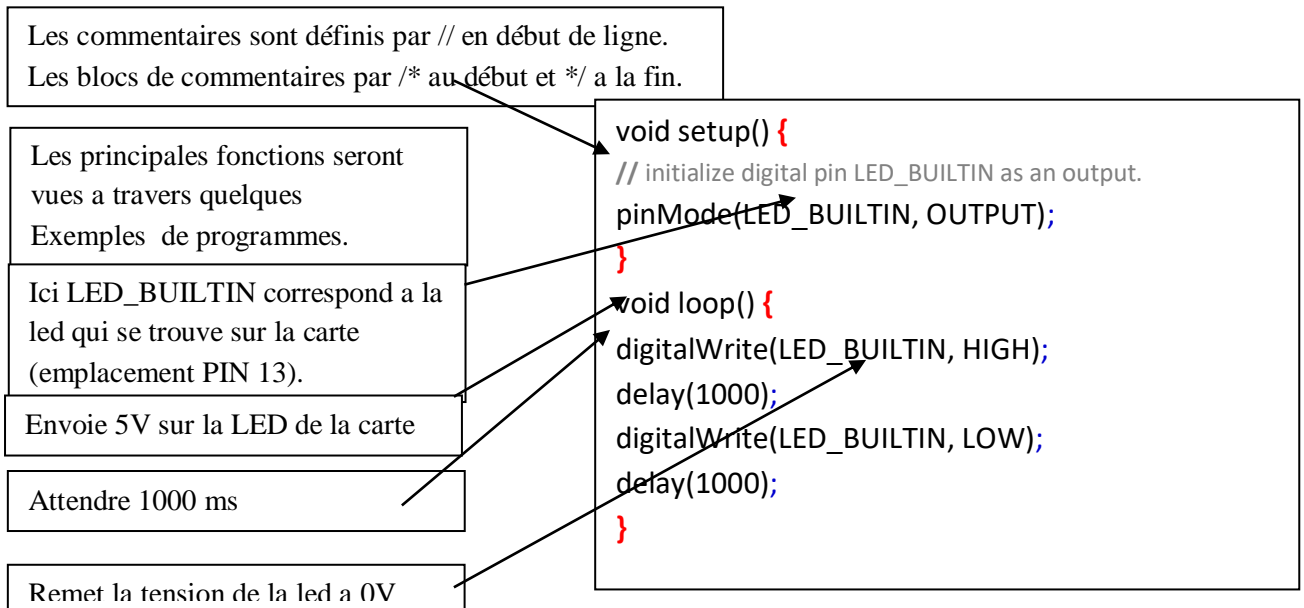 Les commentaires sont définis par // en début de ligne.
Les blocs de commentaires par /* au début et */ a la fin.
Les principales fonctions seront
vues a travers quelques
Exemples de programmes.
Ici LED_BUILTIN correspond a la
led qui se trouve sur la carte
(emplacement PIN 13).
Envoie 5V sur la LED de la carte
Attendre 1000 ms
Remet la tension de la led a 0V
void setup() {
// initialize digital pin LED_BUILTIN as an output.
pinMode(LED_BUILTIN, OUTPUT);
}
void loop() {
digitalWrite(LED_BUILTIN, HIGH);
delay(1000);
digitalWrite(LED_BUILTIN, LOW);
delay(1000);
}